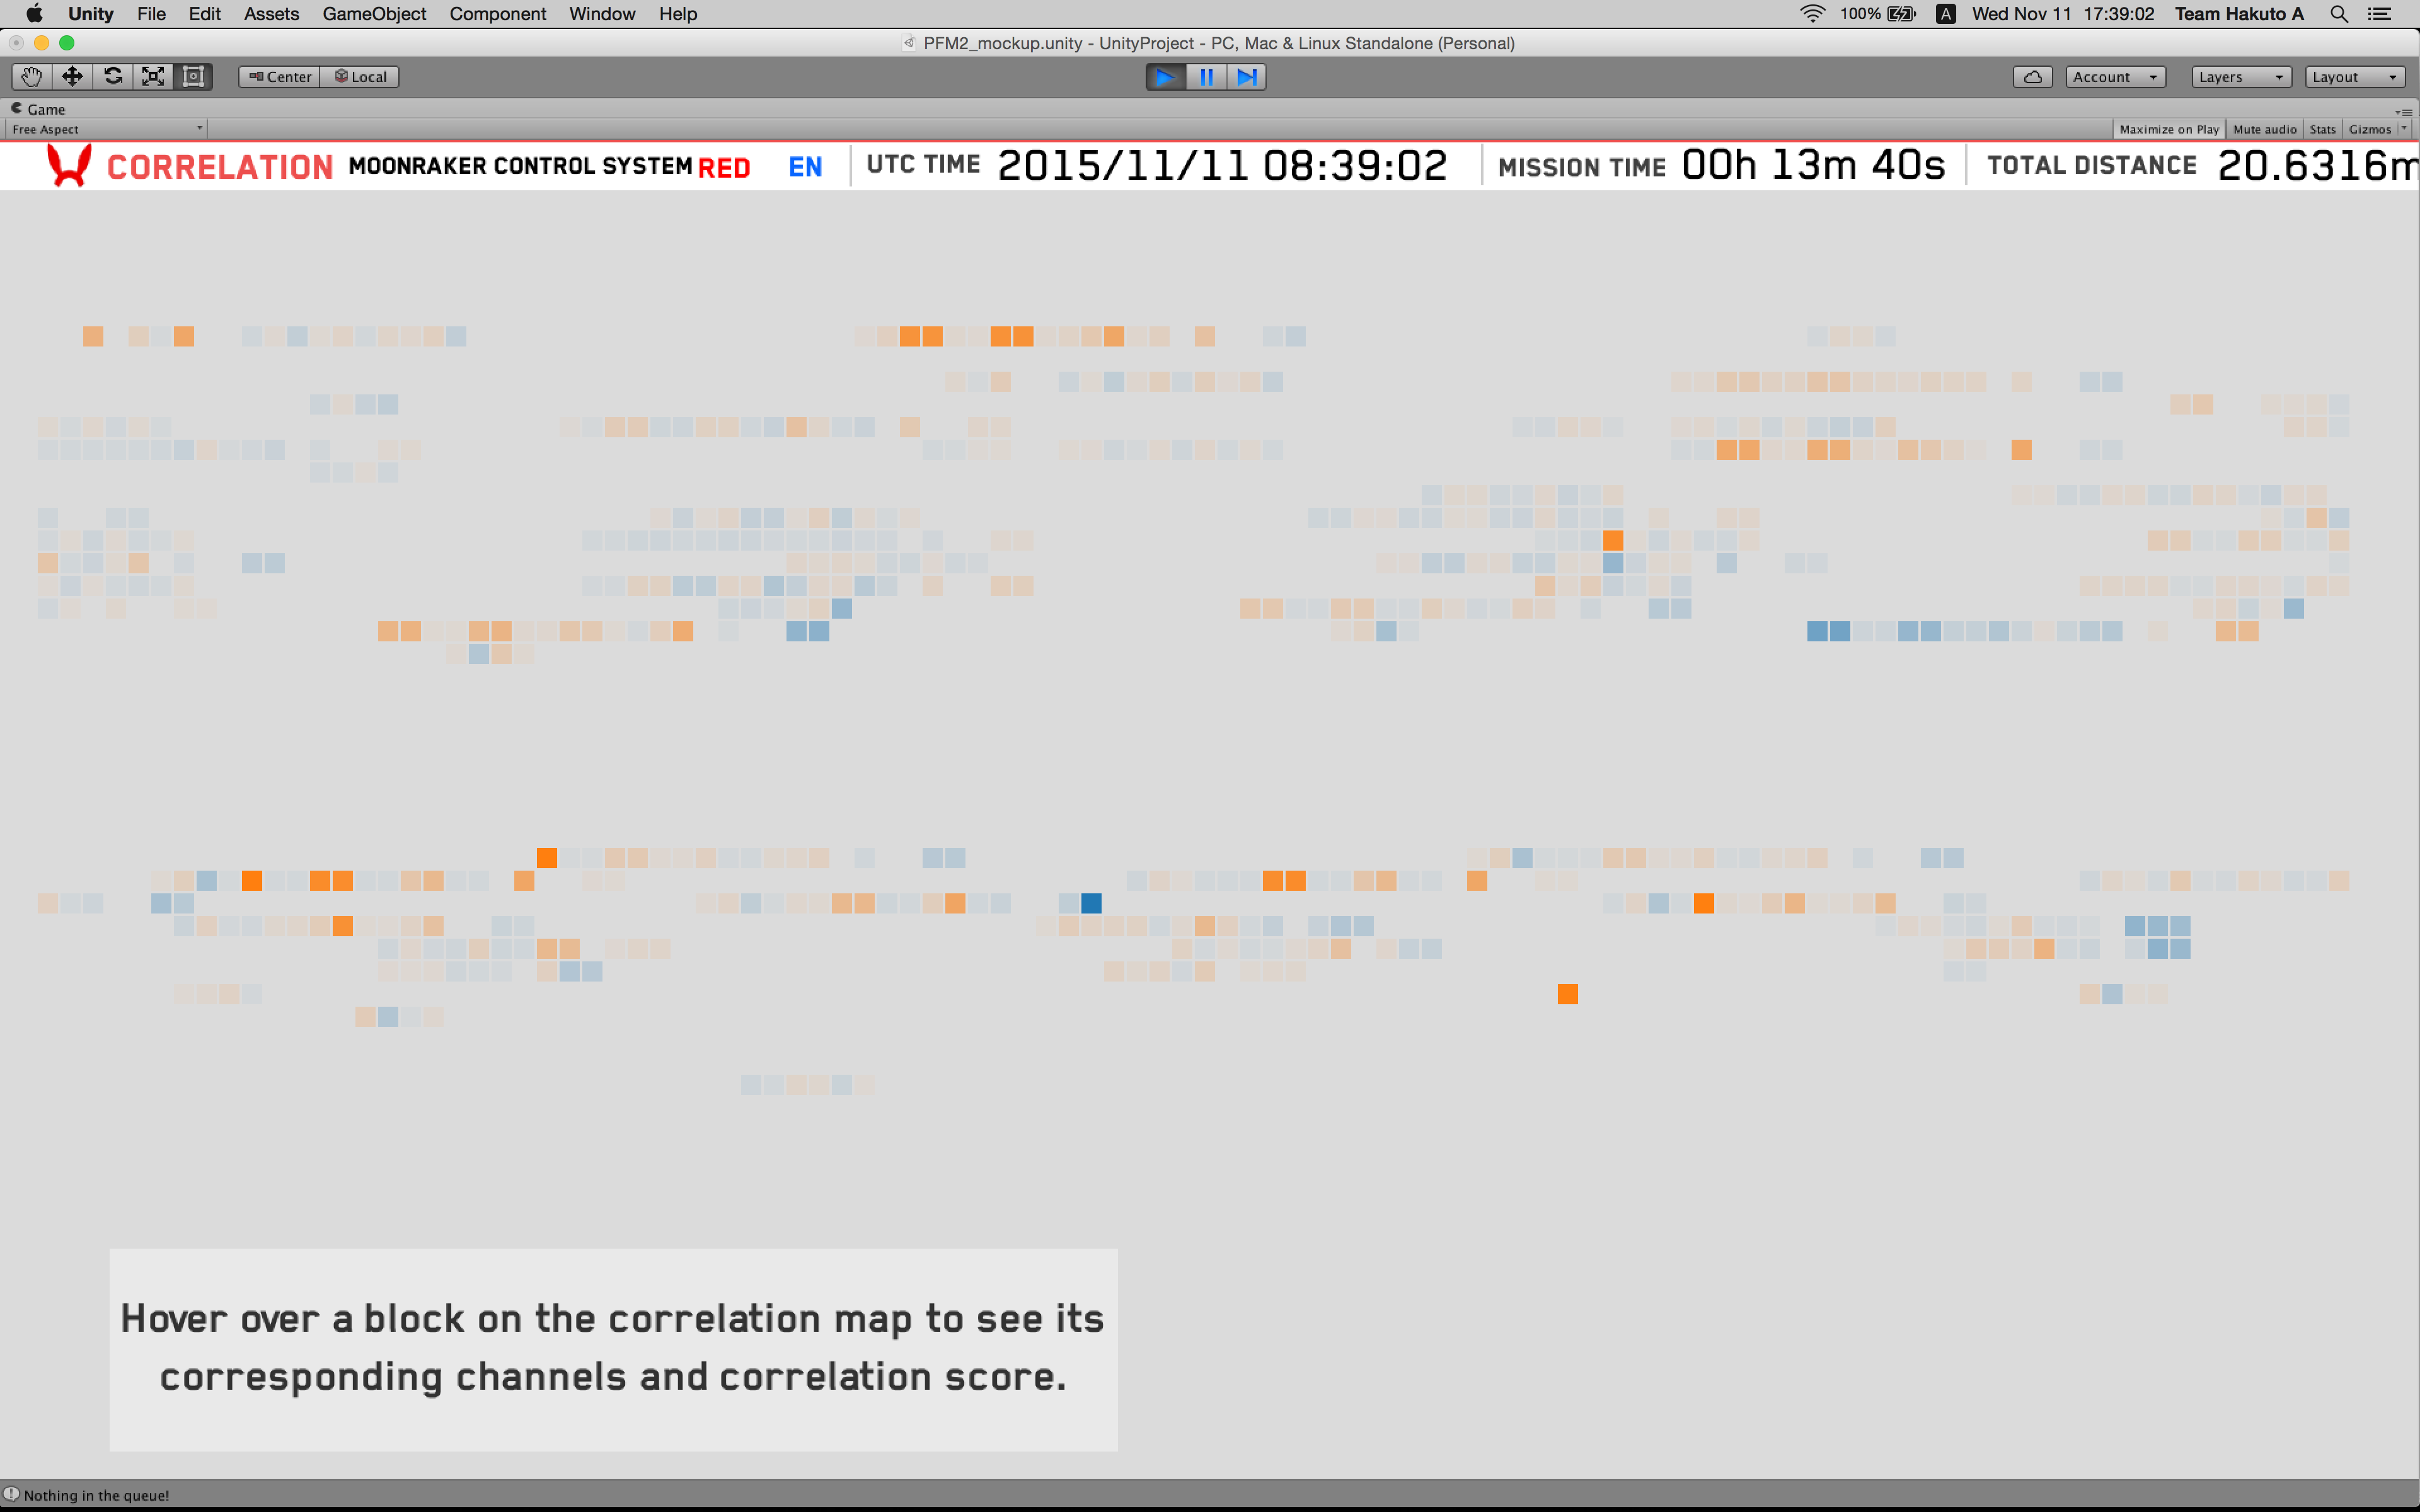 Unity File Edit Assets GameObject Component Window Help 100% A Wed Nov 11 17:39:02 Team Hakuto A
PFM2_mockup.unity - UnityProject - PC, Mac & Linux Standalone (Personal)
Center Local Account Layers Layout
Game
Free Aspect Maximize on Play Mute audio Stats Gizmos
CORRELATION MOONRAKER CONTROL SYSTEM RED EN UTC TIME 2015/11/11 08:39:02 MISSION TIME 00h 13m 40s TOTAL DISTANCE 20.6316m
Hover over a block on the correlation map to see its
corresponding channels and correlation score.
Nothing in the queue!